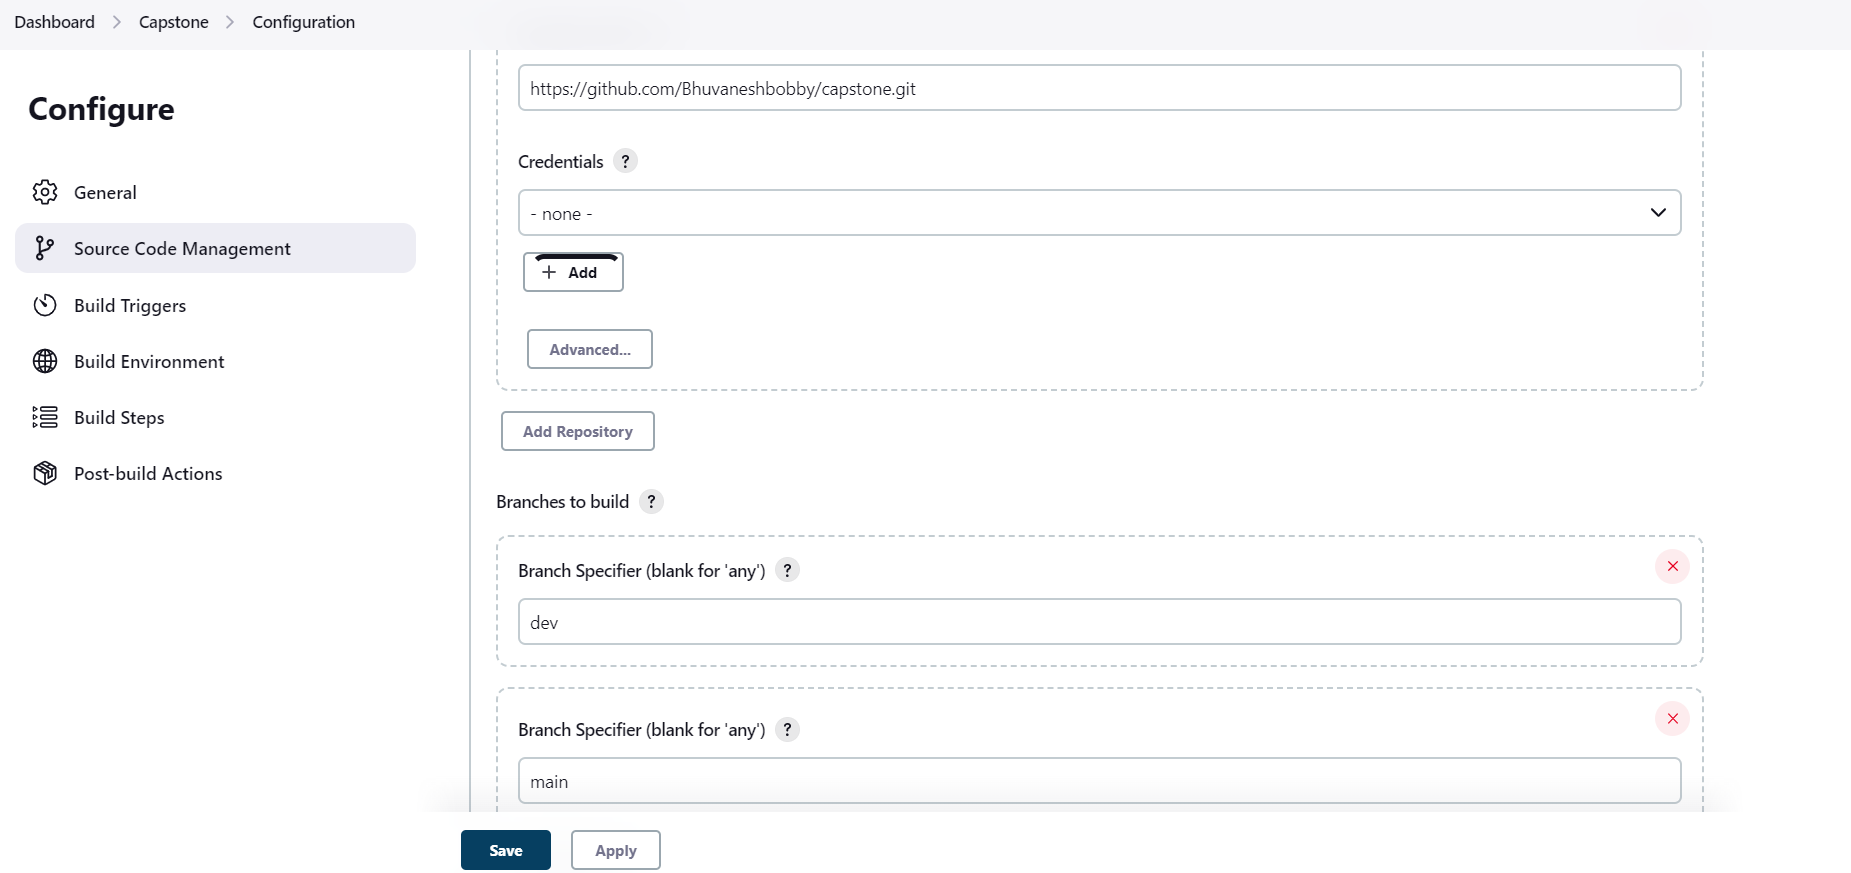 Dashboard > Capstone > Configuration
Configure
General
Source Code Management
Build Triggers
Build Environment
Build Steps
Post-build Actions
https://github.com/Bhuvaneshbobby/capstone.git
Credentials ?
- none -
+ Add
Advanced...
Add Repository
Branches to build ?
Branch Specifier (blank for 'any') ?
dev
Branch Specifier (blank for 'any') ?
main
Save
Apply